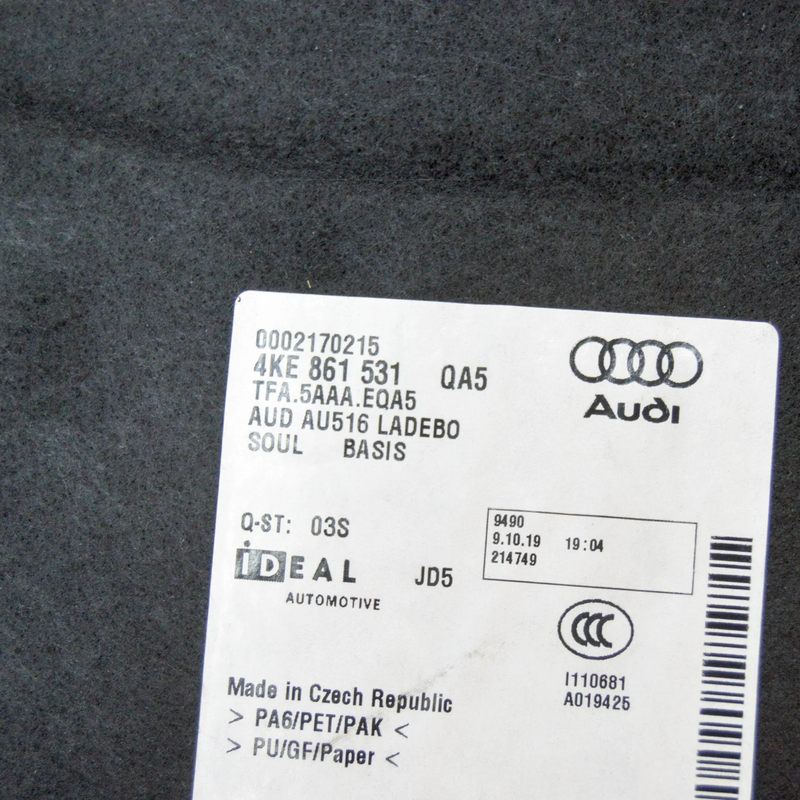 0002170215
4KE 861 531 QA5
TFA.5AAA.EQA5
AUD AU516 LADEBO
SOUL BASIS
Audi
Q-ST: 03S
9490
9.10.19 19:04
214749
IDEAL JD5
AUTOMOTIVE
CCC
I110681
A019425
Made in Czech Republic
> PA6/PET/PAK <
> PU/GF/Paper <